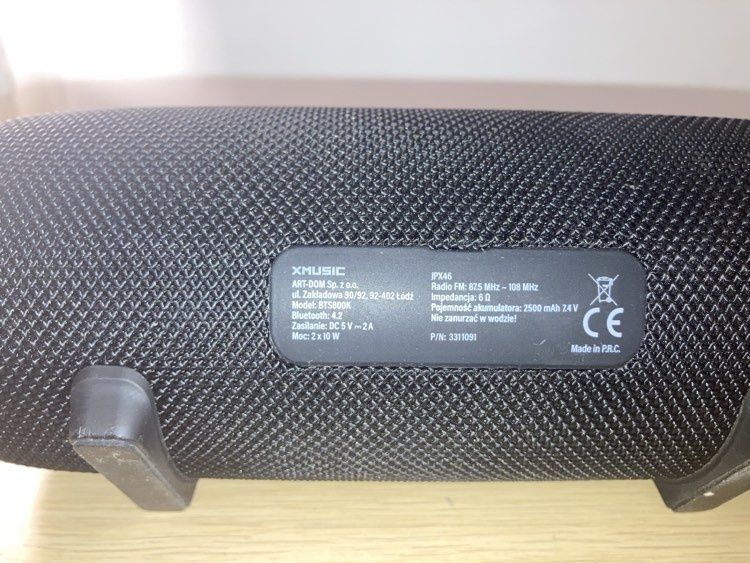 XMUSIC
ART-DOM Sp. z o.o.
ul. Zakładowa 90/92, 92-402 Łódź
Model: BTS800K
Bluetooth: 4.2
Zasilanie: DC 5 V ⎓ 2 A
Moc: 2 x 10 W
IPX46
Radio FM: 87.5 MHz ~ 108 MHz
Impedancja: 6 Ω
Pojemność akumulatora: 2500 mAh 7.4 V
Nie zanurzać w wodzie!
P/N: 3311091
CE
Made in P.R.C.